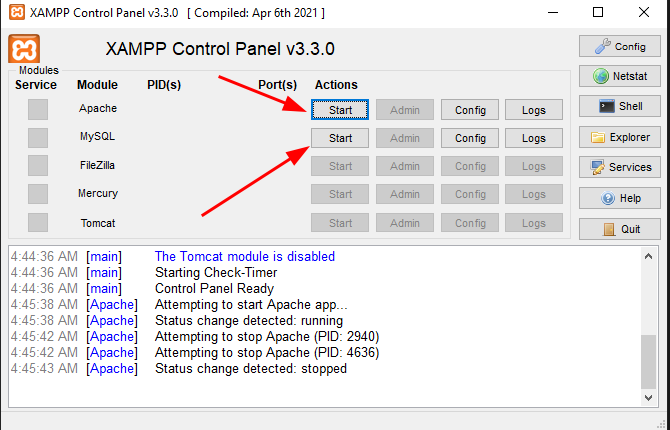 XAMPP Control Panel v3.3.0 [ Compiled: Apr 6th 2021 ]
XAMPP Control Panel v3.3.0
Config
Modules
Service Module PID(s) Port(s) Actions
Netstat
Apache Start Admin Config Logs
Shell
MySQL Start Admin Config Logs
Explorer
FileZilla Start Admin Config Logs
Services
Mercury Start Admin Config Logs
Help
Tomcat Start Admin Config Logs
Quit
4:44:36 AM [main] The Tomcat module is disabled
4:44:36 AM [main] Starting Check-Timer
4:44:36 AM [main] Control Panel Ready
4:45:38 AM [Apache] Attempting to start Apache app...
4:45:38 AM [Apache] Status change detected: running
4:45:42 AM [Apache] Attempting to stop Apache (PID: 2940)
4:45:42 AM [Apache] Attempting to stop Apache (PID: 4636)
4:45:43 AM [Apache] Status change detected: stopped